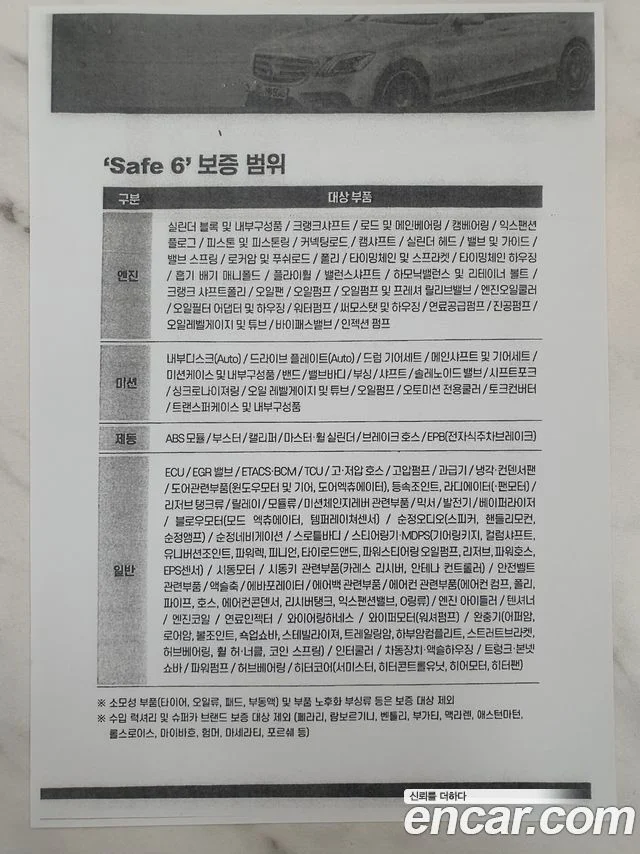 'Safe 6' 보증 범위
구분 대상 부품
엔진
실린더 블록 및 내부구성품 / 크랭크샤프트 / 로드 및 메인베어링 / 캠베어링 / 익스팬션
플로그 / 피스톤 및 피스톤링 / 커넥팅로드 / 캠샤프트 / 실린더 헤드 / 밸브 및 가이드 /
밸브 스프링 / 로커암 및 푸쉬로드 / 폴리 / 타이밍체인 및 스프라켓 / 타이밍체인 하우징
/ 흡기 배기 매니폴드 / 플라이휠 / 밸런스샤프트 / 하모닉밸런스 및 리테이너 볼트 /
크랭크 샤프트폴리 / 오일팬 / 오일펌프 / 오일펌프 및 프레셔 릴리브밸브 / 엔진오일쿨러
/ 오일필터 어댑터 및 하우징 / 워터펌프 / 써모스탯 및 하우징 / 연료공급펌프 / 진공펌프 /
오일레벨게이지 및 튜브 / 바이패스밸브 / 인젝션 펌프
미션
내부디스크(Auto) / 드라이브 플레이트(Auto) / 드럼 기어세트 / 메인샤프트 및 기어세트 /
미션케이스 및 내부구성품 / 밴드 / 밸브바디 / 부싱 / 샤프트 / 솔레노이드 밸브 / 시프트포크
/ 싱크로나이져링 / 오일 레벨게이지 및 튜브 / 오일펌프 / 오토미션 전용쿨러 / 토크컨버터
/ 트랜스퍼케이스 및 내부구성품
제동
ABS 모듈 / 부스터 / 캘리퍼 / 마스터·휠 실린더 / 브레이크 호스 / EPB(전자식주차브레이크)
일반
ECU / EGR 밸브 / ETACS·BCM / TCU / 고·저압 호스 / 고압펌프 / 과급기 / 냉각·컨덴서팬
/ 도어관련부품(윈도우모터 및 기어, 도어엑츄에이터), 등속조인트, 라디에이터(·팬모터) /
리저브 탱크류 / 릴레이 / 모듈류 / 미션체인지레버 관련부품 / 믹서 / 발전기 / 베이퍼라이저
/ 블로우모터(모드 엑츄에이터, 템퍼레이쳐센서) / 순정오디오(스피커, 핸들리모컨,
순정앰프) / 순정네비게이션 / 스로틀바디 / 스티어링기·MDPS(기어링키지, 컬럼샤프트,
유니버션조인트, 파워렉, 피니언, 타이로드앤드, 파워스티어링 오일펌프, 리저브, 파워호스,
EPS센서) / 시동모터 / 시동키 관련부품(카레스 리시버, 안테나 컨트롤러) / 안전벨트
관련부품 / 액슬축 / 에바포레이터 / 에어백 관련부품 / 에어컨 관련부품(에어컨 컴프, 폴리,
파이프, 호스, 에어컨콘덴서, 리시버탱크, 익스팬션밸브, O링류) / 엔진 아이들러 / 텐셔너
/ 엔진코일 / 연료인젝터 / 와이어링하네스 / 와이퍼모터(워셔펌프) / 완충기(어퍼암,
로어암, 볼조인트, 쇽업쇼바, 스테빌라이져, 트레일링암, 하부암컴플리트, 스트러트브라켓,
허브베어링, 휠 허·너클, 코인 스프링) / 인터쿨러 / 차동장치·액슬하우징 / 트렁크·본넷
쇼바 / 파워펌프 / 허브베어링 / 히터코어(서미스터, 히터콘트롤유닛, 히어모터, 히터팬)
※ 소모성 부품(타이어, 오일류, 패드, 부동액) 및 부품 노후화 부싱류 등은 보증 대상 제외
※ 수입 럭셔리 및 슈퍼카 브랜드 보증 대상 제외 (페라리, 람보르기니, 벤틀리, 부가티, 맥라렌, 애스턴마턴,
롤스로이스, 마이바흐, 험머, 마세라티, 포르쉐 등)
신뢰를 더하다
encar.com